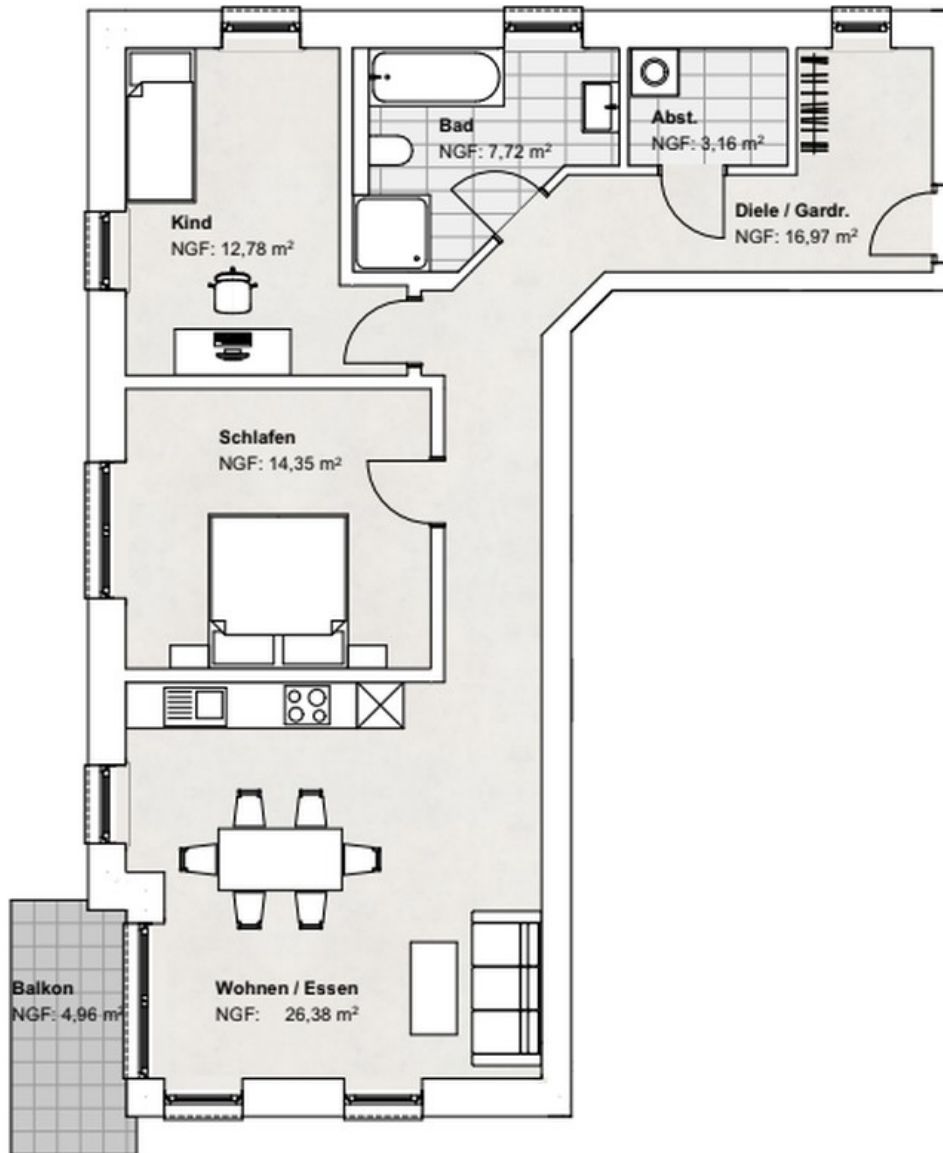 Bad
NGF: 7,72 m²
Abst.
NGF: 3,16 m²
Kind
NGF: 12,78 m²
Diele / Gardr.
NGF: 16,97 m²
Schlafen
NGF: 14,35 m²
Balkon
NGF: 4,96 m²
Wohnen / Essen
NGF: 26,38 m²